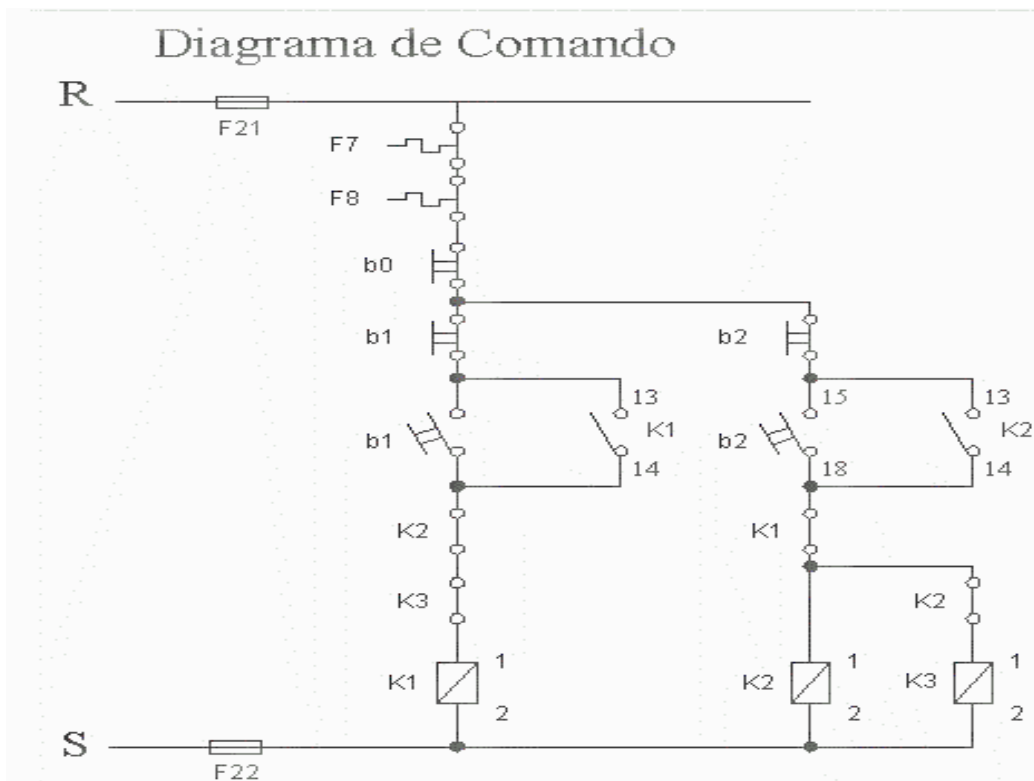 Diagrama de Comando
R
F21
F7
F8
b0
b1 b2
13 15 13
b1 K1 b2 K2
14 18 14
K2 K1
K3 K2
K1 1 K2 1 K3 1
2 2 2
S
F22